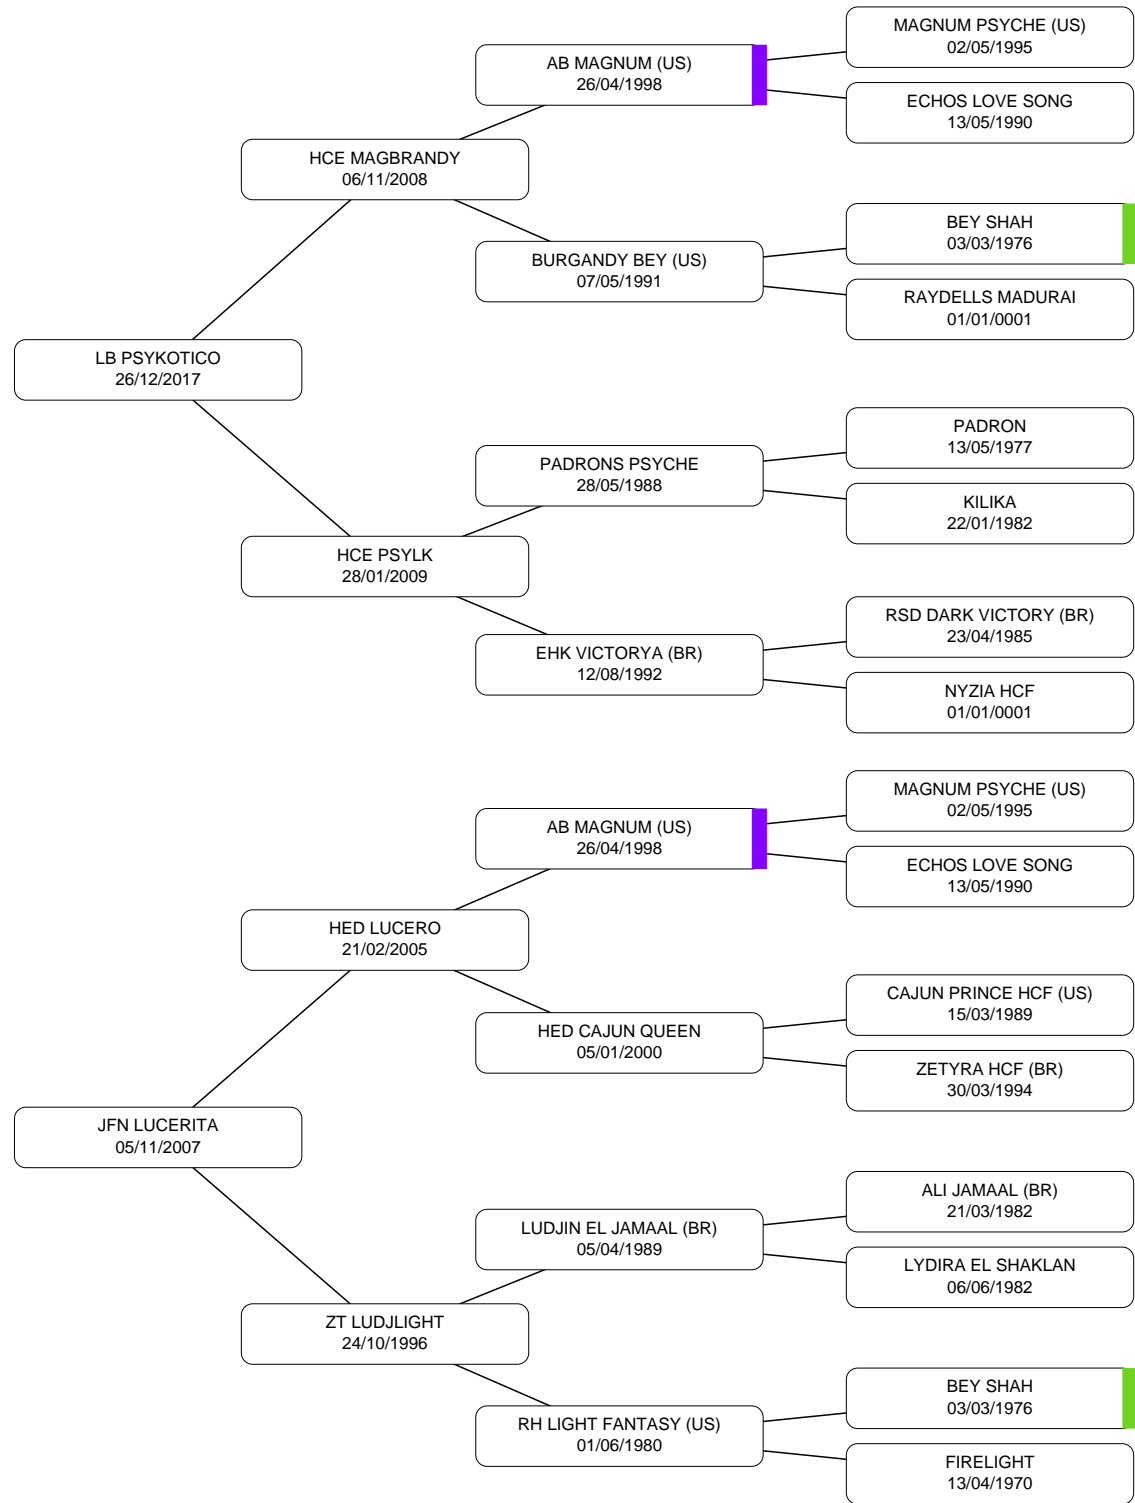 MAGNUM PSYCHE (US)
02/05/1995
AB MAGNUM (US)
26/04/1998
ECHOS LOVE SONG
13/05/1990
HCE MAGBRANDY
06/11/2008
BEY SHAH
03/03/1976
BURGANDY BEY (US)
07/05/1991
RAYDELLS MADURAI
01/01/0001
LB PSYKOTICO
26/12/2017
PADRON
13/05/1977
PADRONS PSYCHE
28/05/1988
KILIKA
22/01/1982
HCE PSYLK
28/01/2009
RSD DARK VICTORY (BR)
23/04/1985
EHK VICTORYA (BR)
12/08/1992
NYZIA HCF
01/01/0001
MAGNUM PSYCHE (US)
02/05/1995
AB MAGNUM (US)
26/04/1998
ECHOS LOVE SONG
13/05/1990
HED LUCERO
21/02/2005
CAJUN PRINCE HCF (US)
15/03/1989
HED CAJUN QUEEN
05/01/2000
ZETYRA HCF (BR)
30/03/1994
JFN LUCERITA
05/11/2007
ALI JAMAAL (BR)
21/03/1982
LUDJIN EL JAMAAL (BR)
05/04/1989
LYDIRA EL SHAKLAN
06/06/1982
ZT LUDJLIGHT
24/10/1996
BEY SHAH
03/03/1976
RH LIGHT FANTASY (US)
01/06/1980
FIRELIGHT
13/04/1970